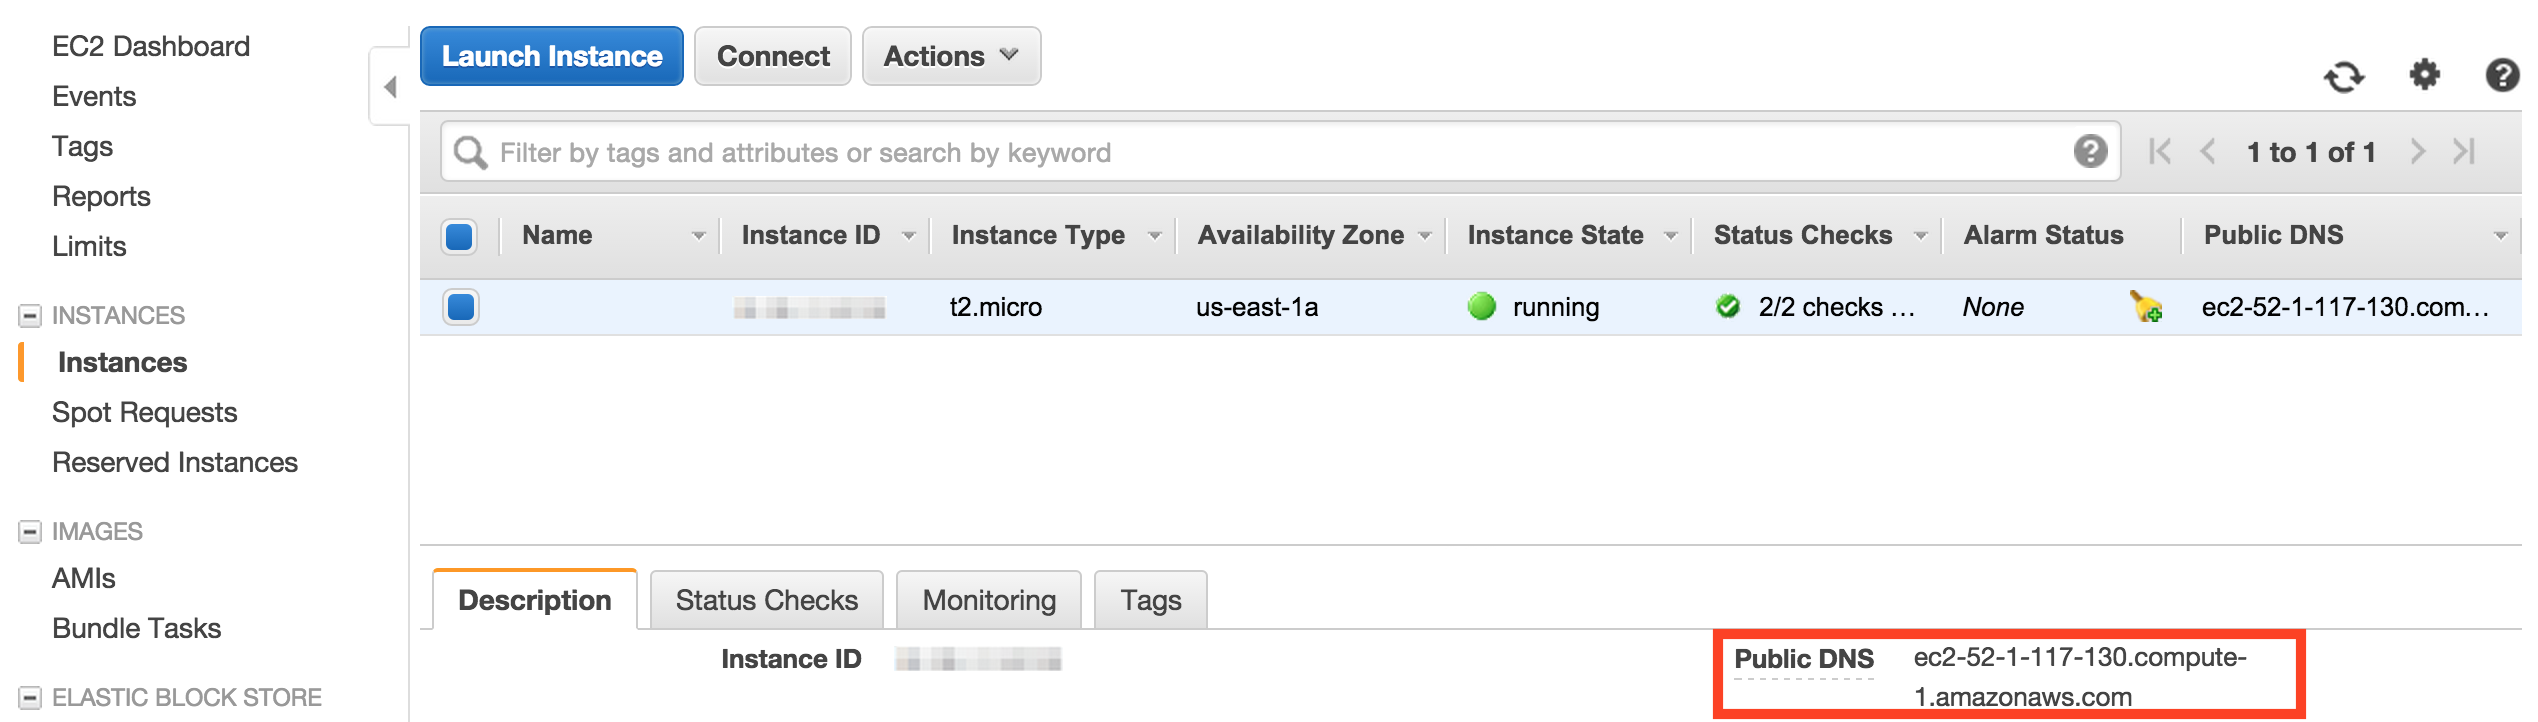 EC2 Dashboard
Events
Tags
Reports
Limits
INSTANCES
Instances
Spot Requests
Reserved Instances
IMAGES
AMIs
Bundle Tasks
ELASTIC BLOCK STORE
Launch Instance Connect Actions
Filter by tags and attributes or search by keyword ? 1 to 1 of 1
Name Instance ID Instance Type Availability Zone Instance State Status Checks Alarm Status Public DNS
t2.micro us-east-1a running 2/2 checks … None ec2-52-1-117-130.com…
Description Status Checks Monitoring Tags
Instance ID
Public DNS ec2-52-1-117-130.compute-
1.amazonaws.com